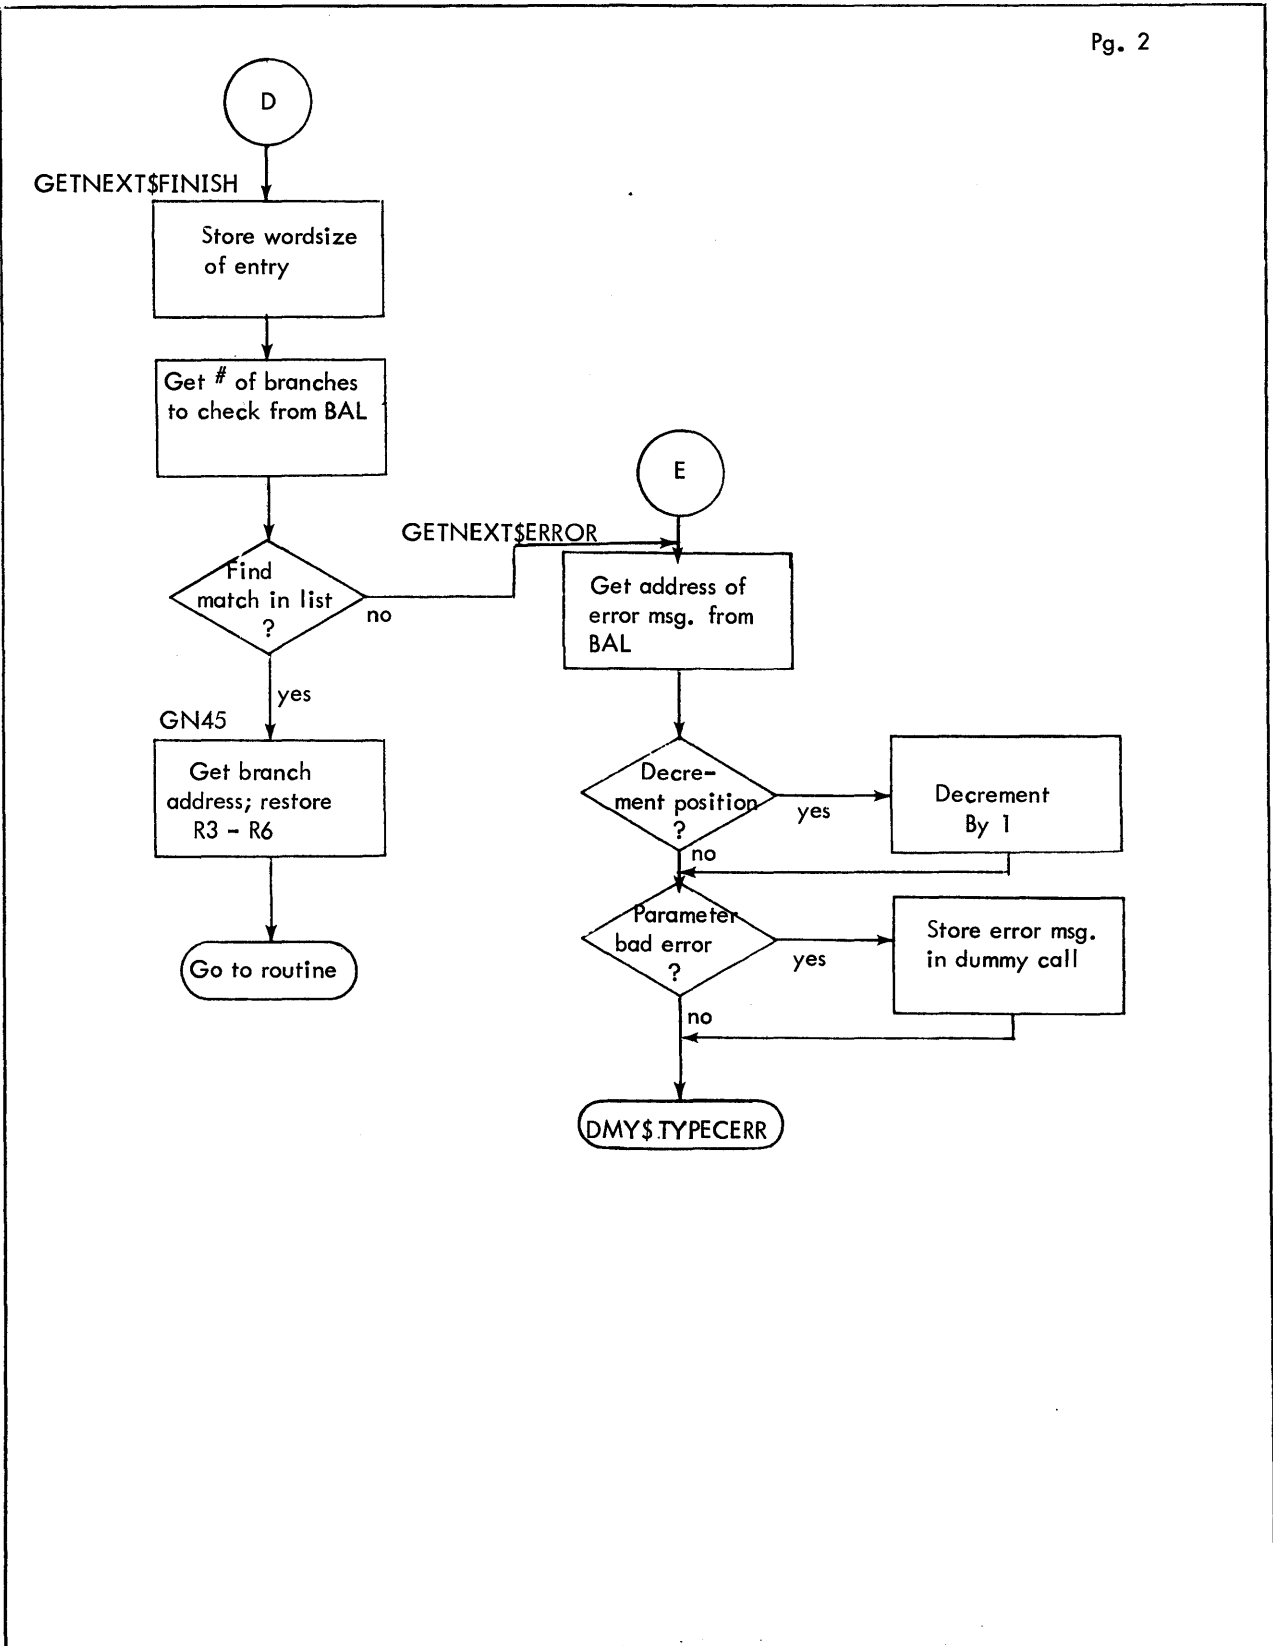 Pg. 2
D
GETNEXT$FINISH
Store wordsize
of entry
Get # of branches
to check from BAL
Find
match in list
?
no
yes
GN45
Get branch
address; restore
R3 - R6
Go to routine
E
GETNEXT$ERROR
Get address of
error msg. from
BAL
Decre-
ment position
?
yes
Decrement
By 1
no
Parameter
bad error
?
yes
Store error msg.
in dummy call
no
DMY$.TYPECERR